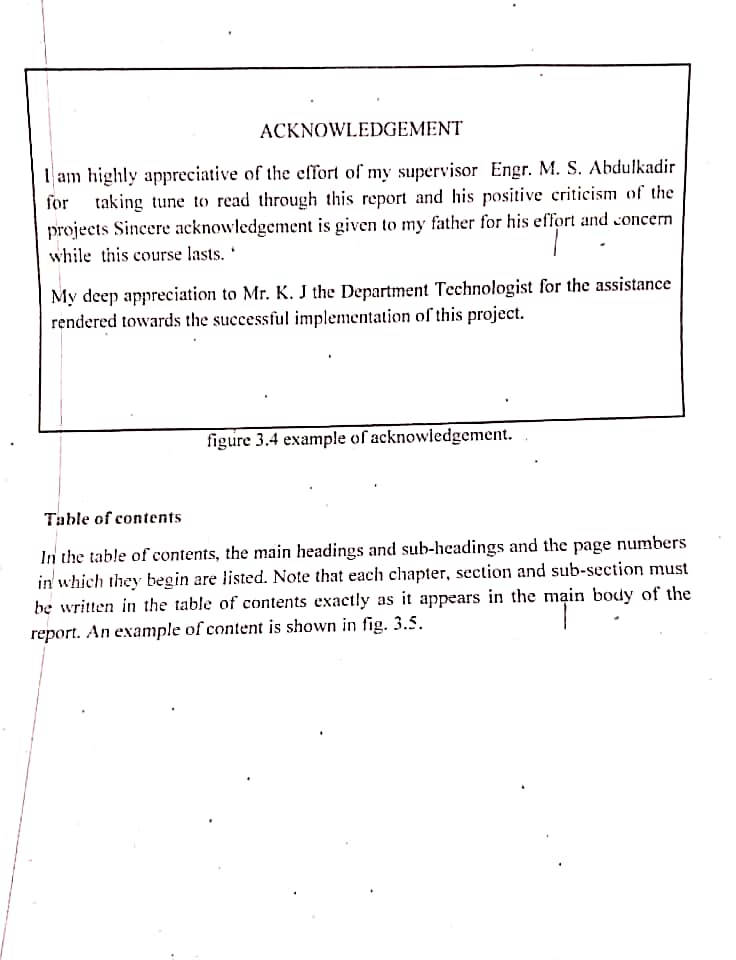 ACKNOWLEDGEMENT
I am highly appreciative of the effort of my supervisor Engr. M. S. Abdulkadir
for taking tune to read through this report and his positive criticism of the
projects Sincere acknowledgement is given to my father for his effort and concern
while this course lasts.
My deep appreciation to Mr. K. J the Department Technologist for the assistance
rendered towards the successful implementation of this project.
figure 3.4 example of acknowledgement.
Table of contents
In the table of contents, the main headings and sub-headings and the page numbers
in which they begin are listed. Note that each chapter, section and sub-section must
be written in the table of contents exactly as it appears in the main body of the
report. An example of content is shown in fig. 3.5.